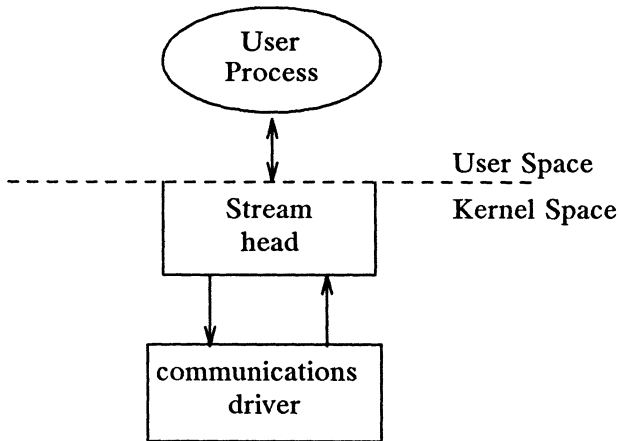 User
Process
User Space
Kernel Space
Stream
head
communications
driver